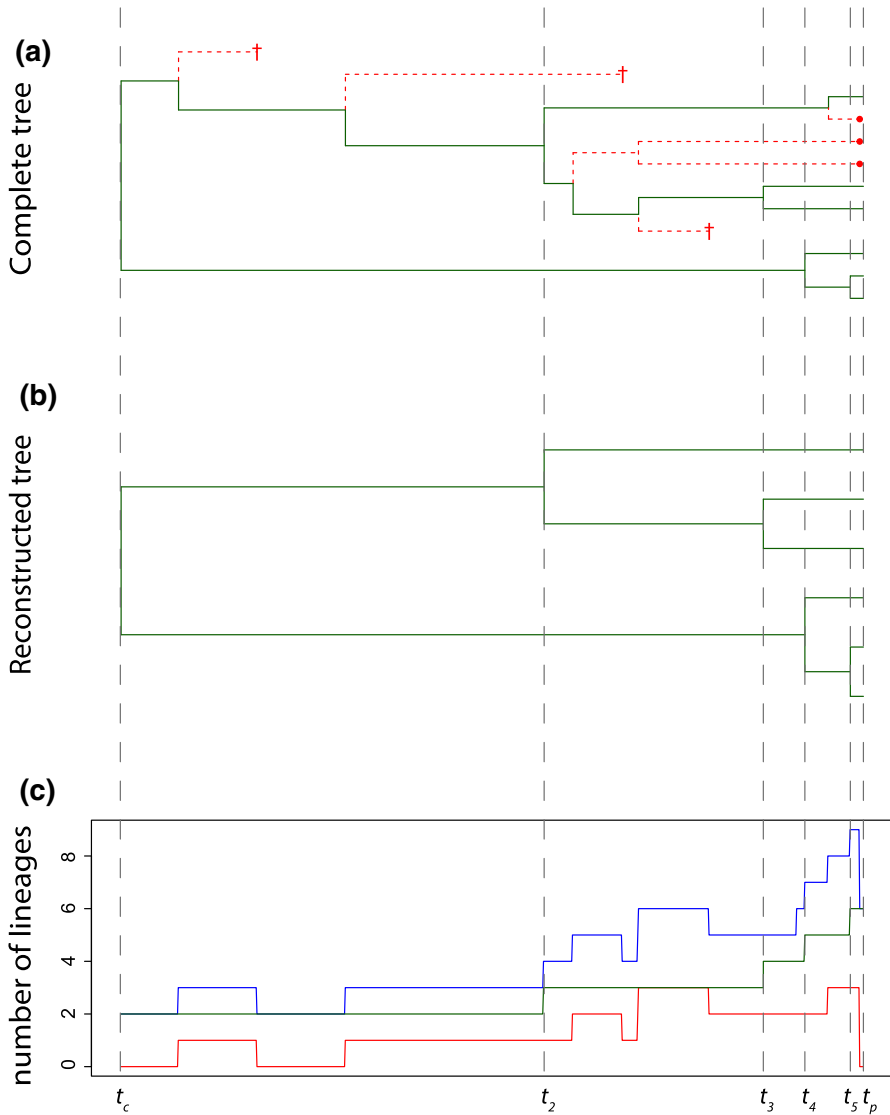 (a)
Complete tree
† †
†
(b)
Reconstructed tree
(c)
number of lineages
8
6
4
2
0
t_c t_2 t_3 t_4 t_5 t_p